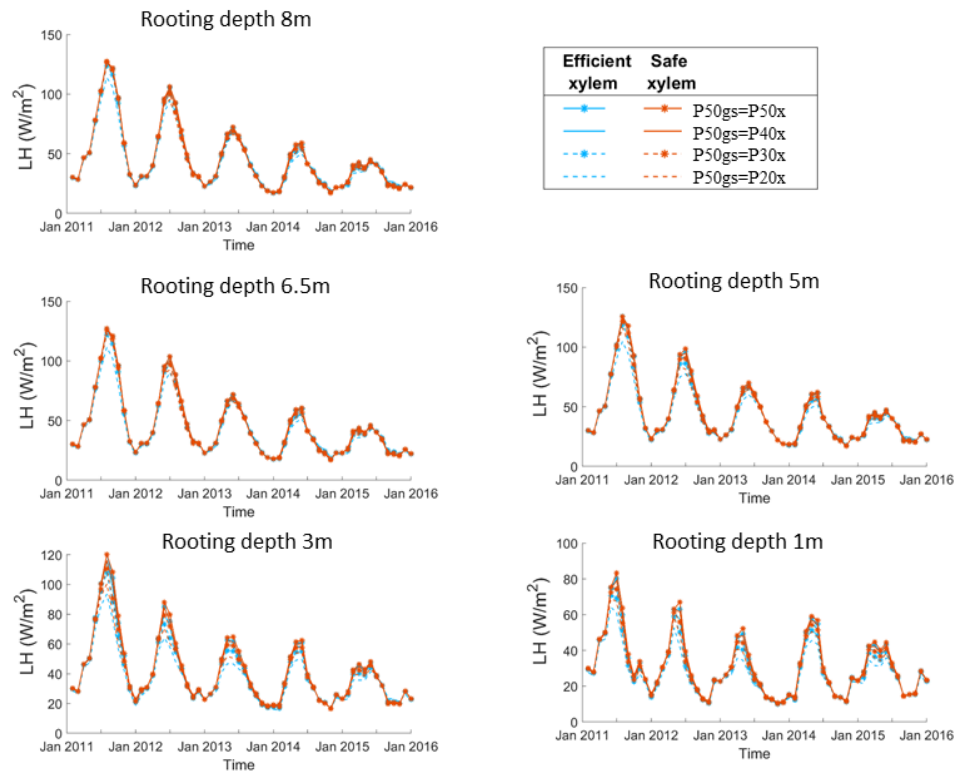 Rooting depth 8m
150
100
50
0
LH (W/m²)
Jan 2011 Jan 2012 Jan 2013 Jan 2014 Jan 2015 Jan 2016
Time
Efficient xylem Safe xylem
P50gs=P50x
P50gs=P40x
P50gs=P30x
P50gs=P20x
Rooting depth 6.5m
150
100
50
0
LH (W/m²)
Jan 2011 Jan 2012 Jan 2013 Jan 2014 Jan 2015 Jan 2016
Time
Rooting depth 5m
150
100
50
0
LH (W/m²)
Jan 2011 Jan 2012 Jan 2013 Jan 2014 Jan 2015 Jan 2016
Time
Rooting depth 3m
120
100
80
60
40
20
0
LH (W/m²)
Jan 2011 Jan 2012 Jan 2013 Jan 2014 Jan 2015 Jan 2016
Time
Rooting depth 1m
100
80
60
40
20
0
LH (W/m²)
Jan 2011 Jan 2012 Jan 2013 Jan 2014 Jan 2015 Jan 2016
Time